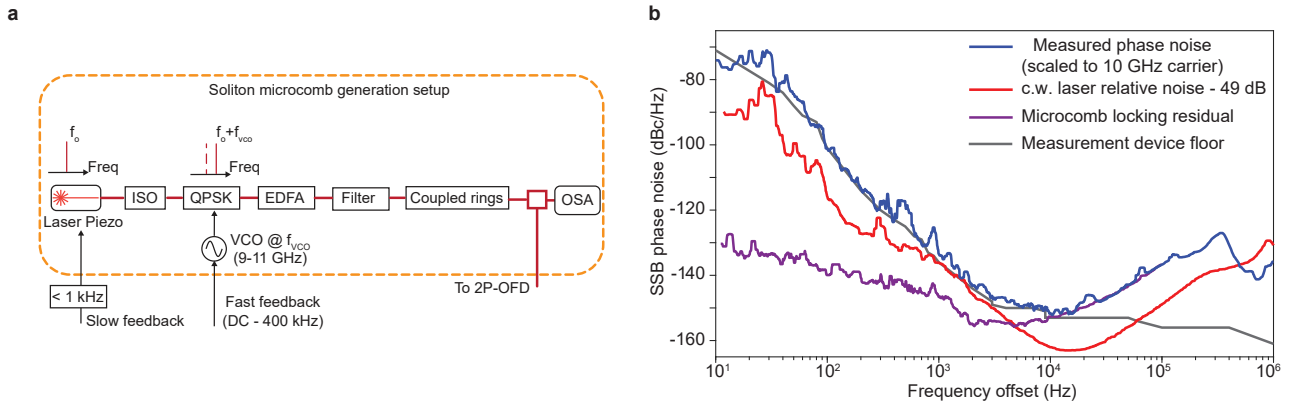 a
Soliton microcomb generation setup
fo
fo+fVCO
Freq
Freq
ISO
QPSK
EDFA
Filter
Coupled rings
OSA
Laser Piezo
VCO @ fVCO
(9-11 GHz)
To 2P-OFD
< 1 kHz
Slow feedback
Fast feedback
(DC - 400 kHz)
b
Measured phase noise
(scaled to 10 GHz carrier)
c.w. laser relative noise - 49 dB
Microcomb locking residual
Measurement device floor
SSB phase noise (dBc/Hz)
-80
-100
-120
-140
-160
10¹
10²
10³
10⁴
10⁵
10⁶
Frequency offset (Hz)